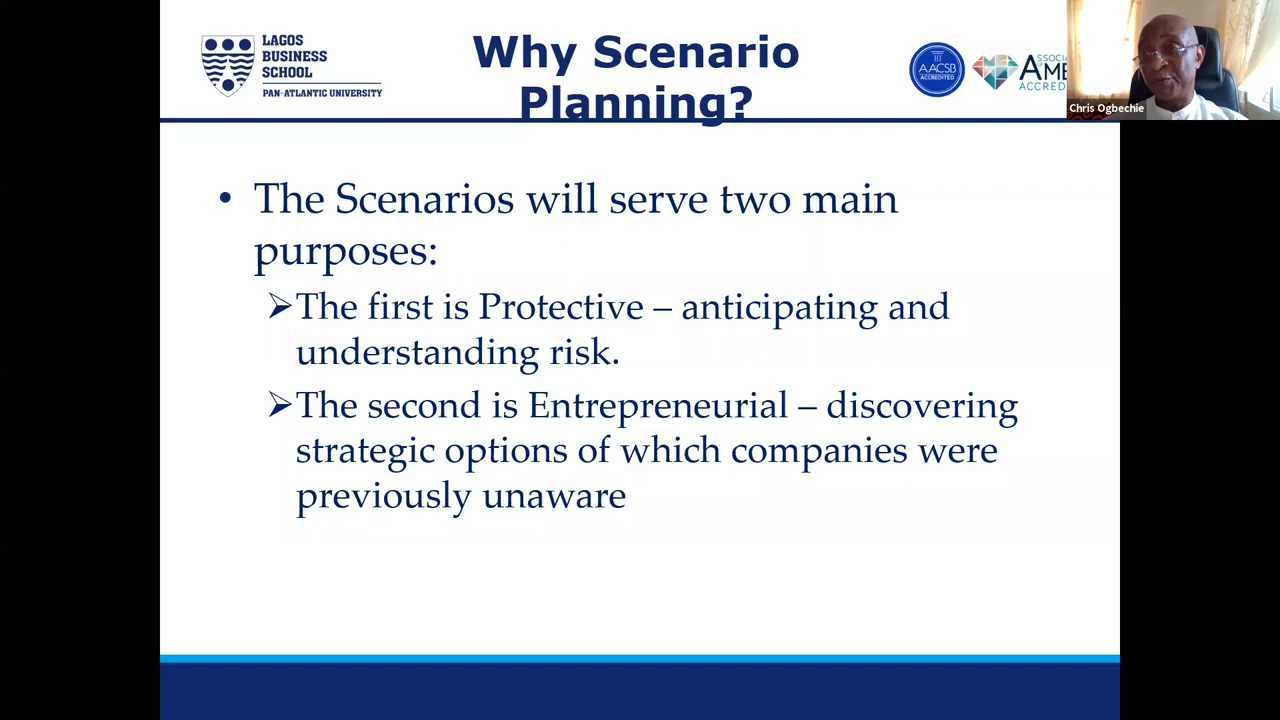 LAGOS
BUSINESS
SCHOOL
PAN-ATLANTIC UNIVERSITY
Why Scenario
Planning?
AACSB
ACCREDITED
Chris Ogbechie
• The Scenarios will serve two main
purposes:
➢The first is Protective – anticipating and
understanding risk.
➢The second is Entrepreneurial – discovering
strategic options of which companies were
previously unaware